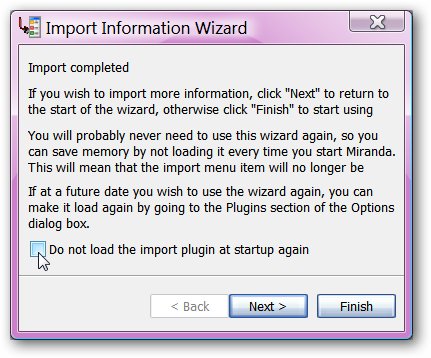 Import Information Wizard
Import completed
If you wish to import more information, click "Next" to return to
the start of the wizard, otherwise click "Finish" to start using
You will probably never need to use this wizard again, so you
can save memory by not loading it every time you start Miranda.
This will mean that the import menu item will no longer be
If at a future date you wish to use the wizard again, you can
make it load again by going to the Plugins section of the Options
dialog box.
Do not load the import plugin at startup again
< Back Next > Finish